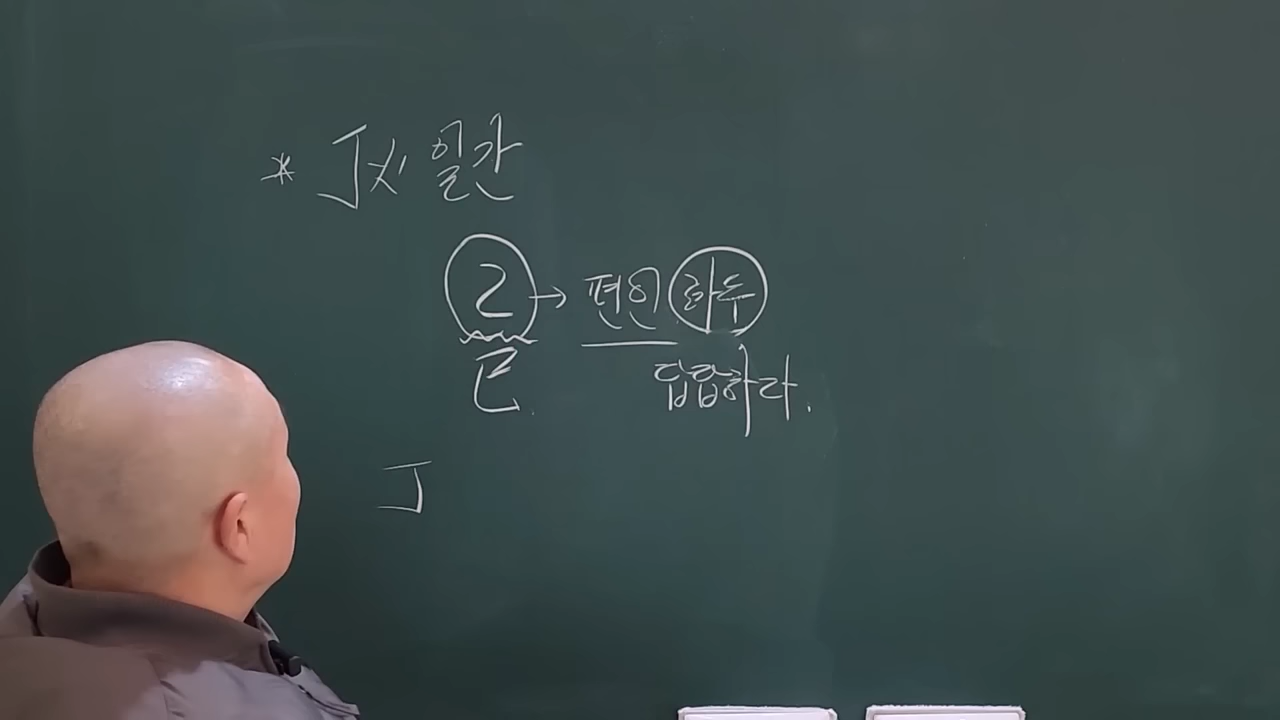 * 丁火 일간
乙 → 편인 화두
巳 답답하다.
丁